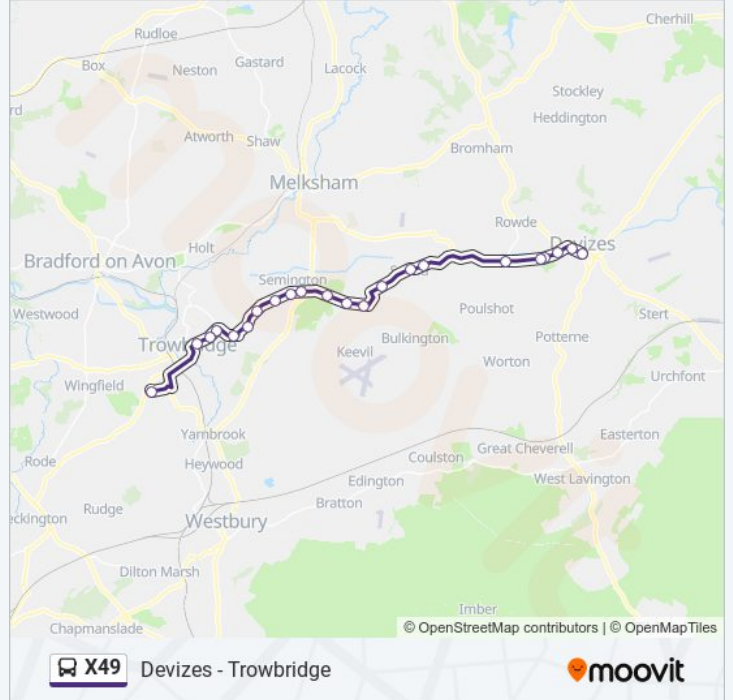 Cherhill
Rudloe
Box
Gastard
Neston
Lacock
Stockley
rd
Heddington
Atworth
Shaw
Bromham
Melksham
Rowde
Holt
Devizes
Bradford on Avon
Semington
Westwood
Poulshot
Stert
Trowbridge
Bulkington
Potterne
Keevil
Worton
Wingfield
Urchfont
Yarnbrook
Easterton
Great Cheverell
Rode
Heywood
Coulston
West Lavington
Edington
Rudge
Bratton
eckington
Westbury
Dilton Marsh
Imber
Chapmanslade
© OpenStreetMap contributors | © OpenMapTiles
X49 Devizes - Trowbridge
moovit